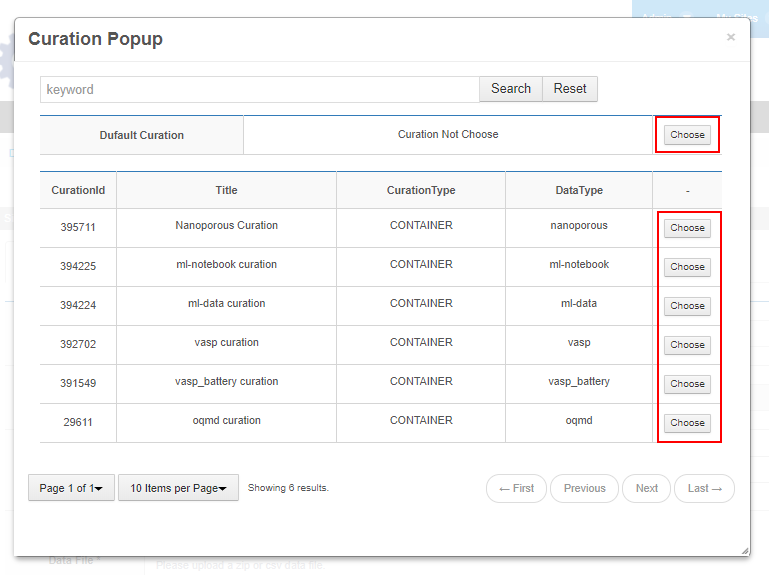 Curation Popup ×
keyword Search Reset
Dufault Curation Curation Not Choose Choose
CurationId Title CurationType DataType -
395711 Nanoporous Curation CONTAINER nanoporous Choose
394225 ml-notebook curation CONTAINER ml-notebook Choose
394224 ml-data curation CONTAINER ml-data Choose
392702 vasp curation CONTAINER vasp Choose
391549 vasp_battery curation CONTAINER vasp_battery Choose
29611 oqmd curation CONTAINER oqmd Choose
Page 1 of 1 10 Items per Page Showing 6 results. ← First Previous Next Last →
Data File * Please upload a zip or csv data file.